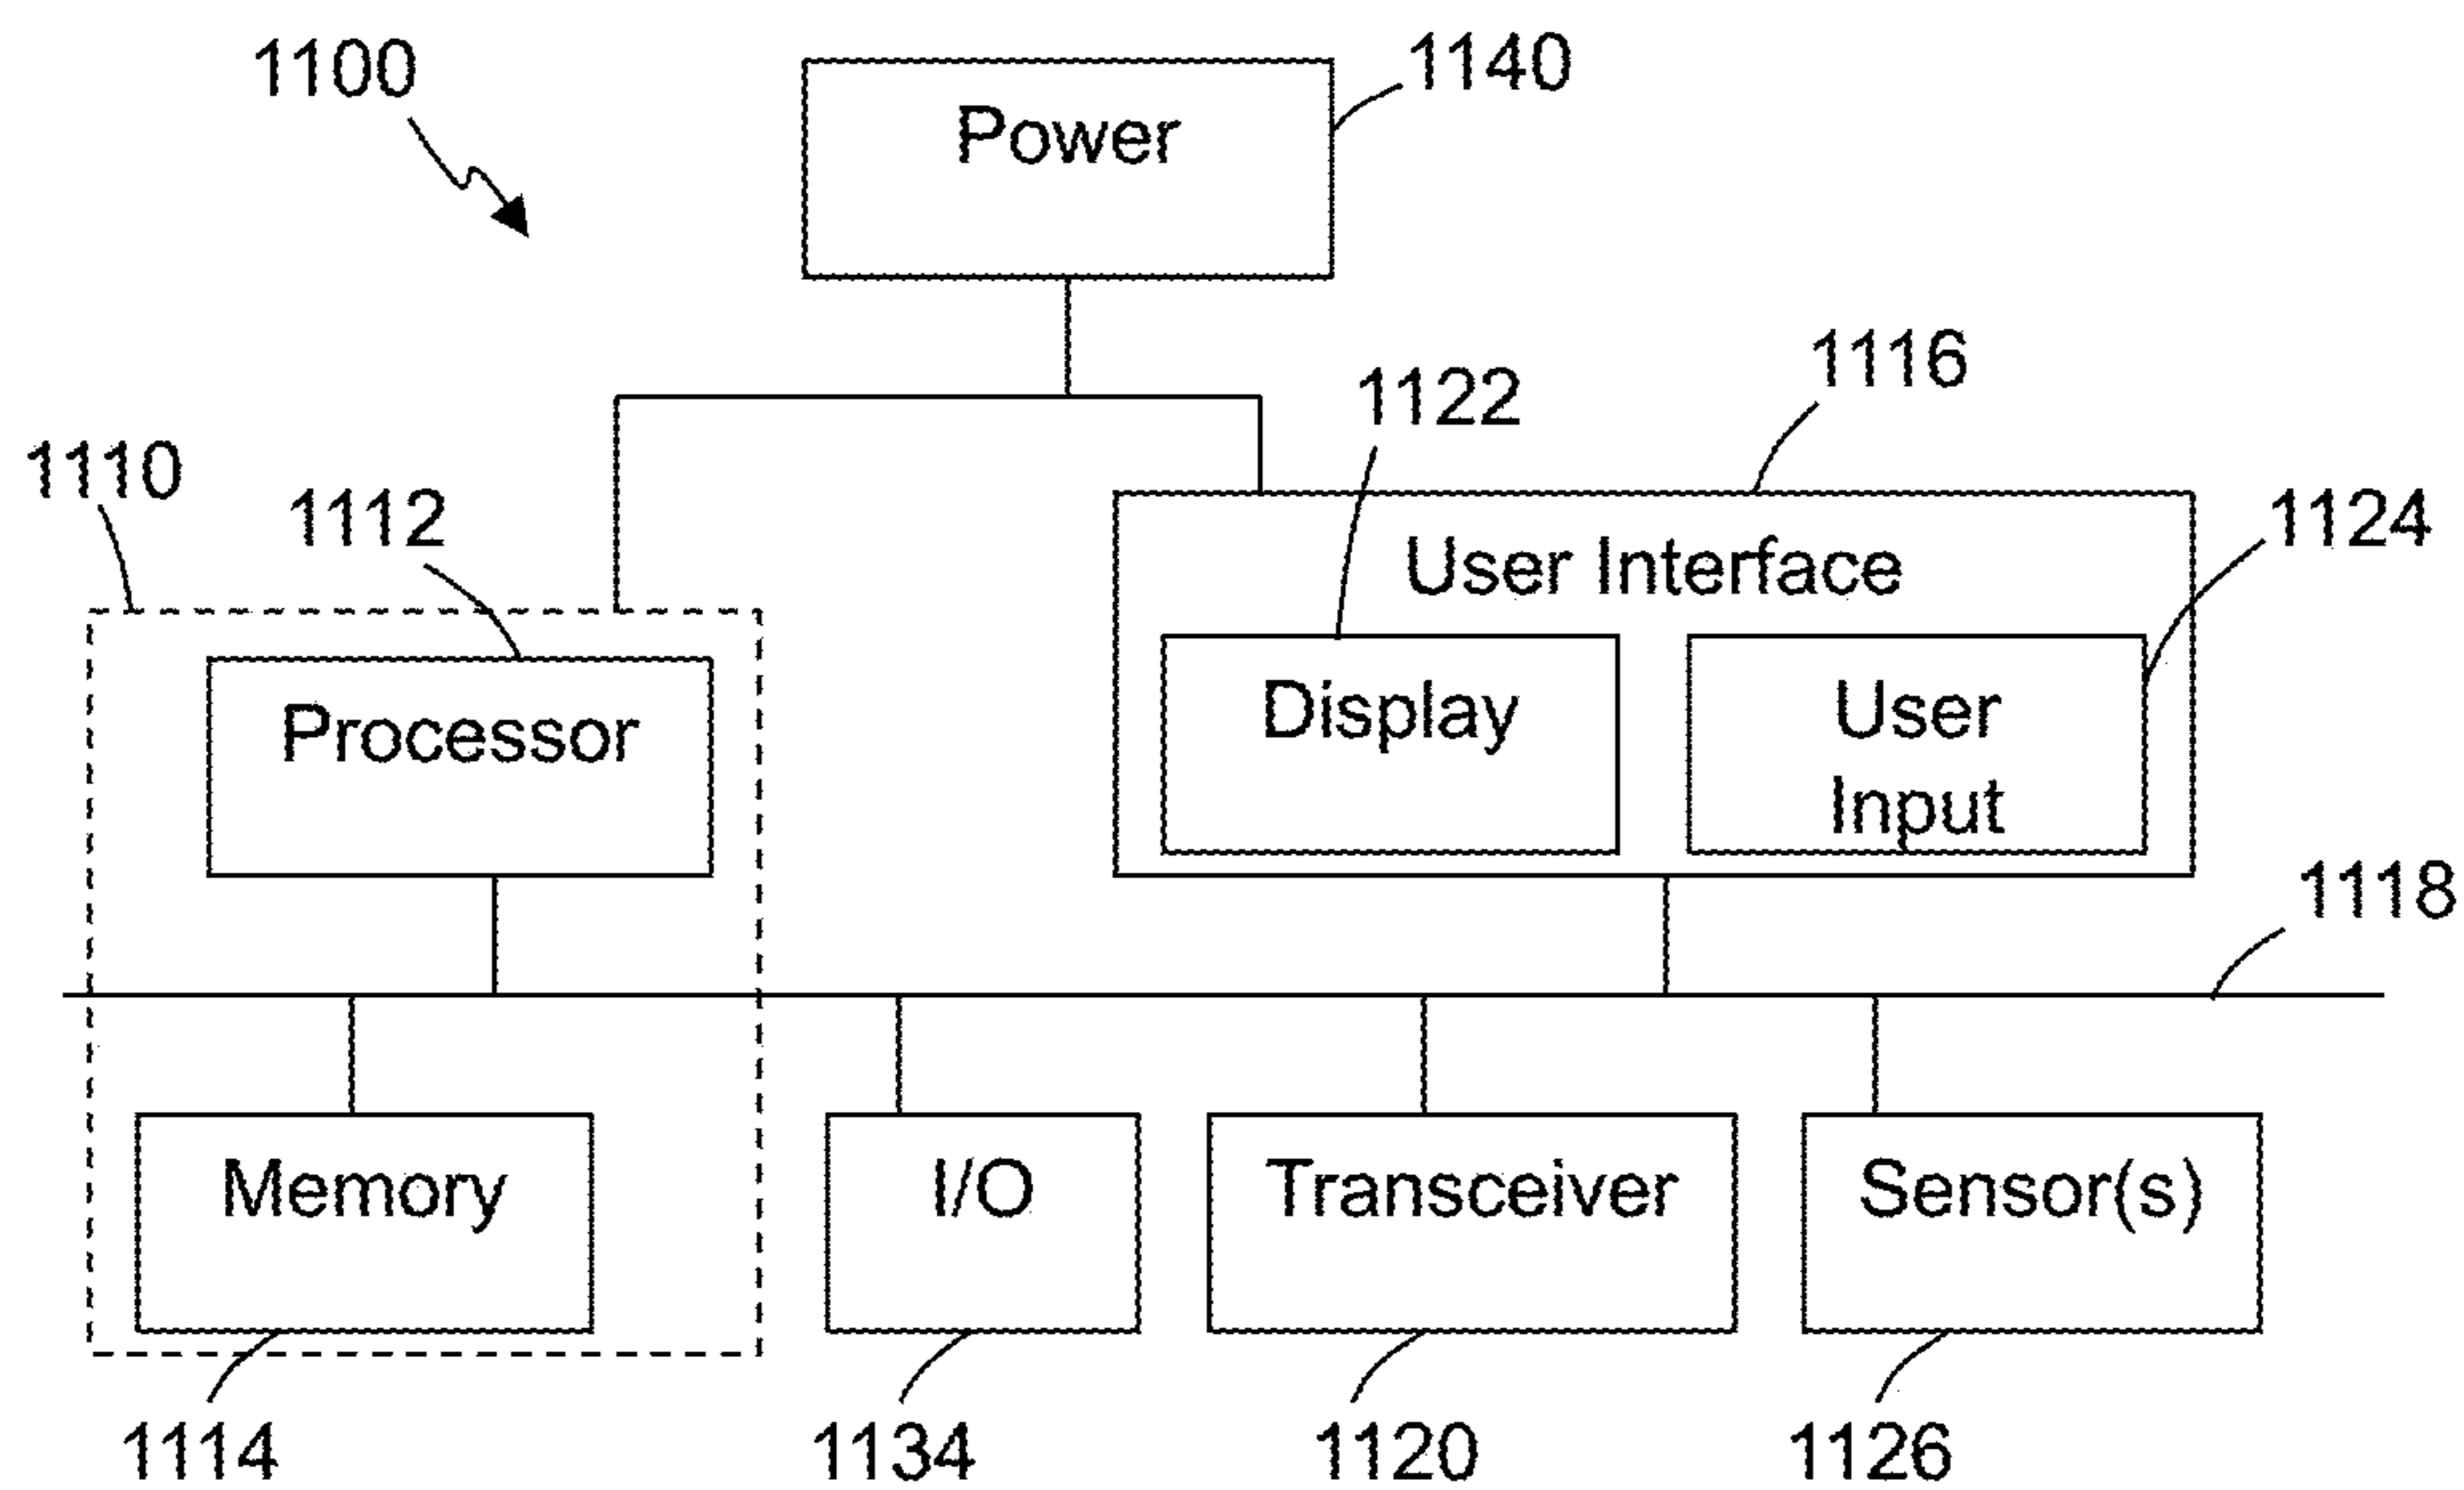 1100
1140
Power
1116
1122
1110
1112
1124
User Interface
Processor
Display
User
Input
1118
Memory
I/O
Transceiver
Sensor(s)
1114
1134
1120
1126